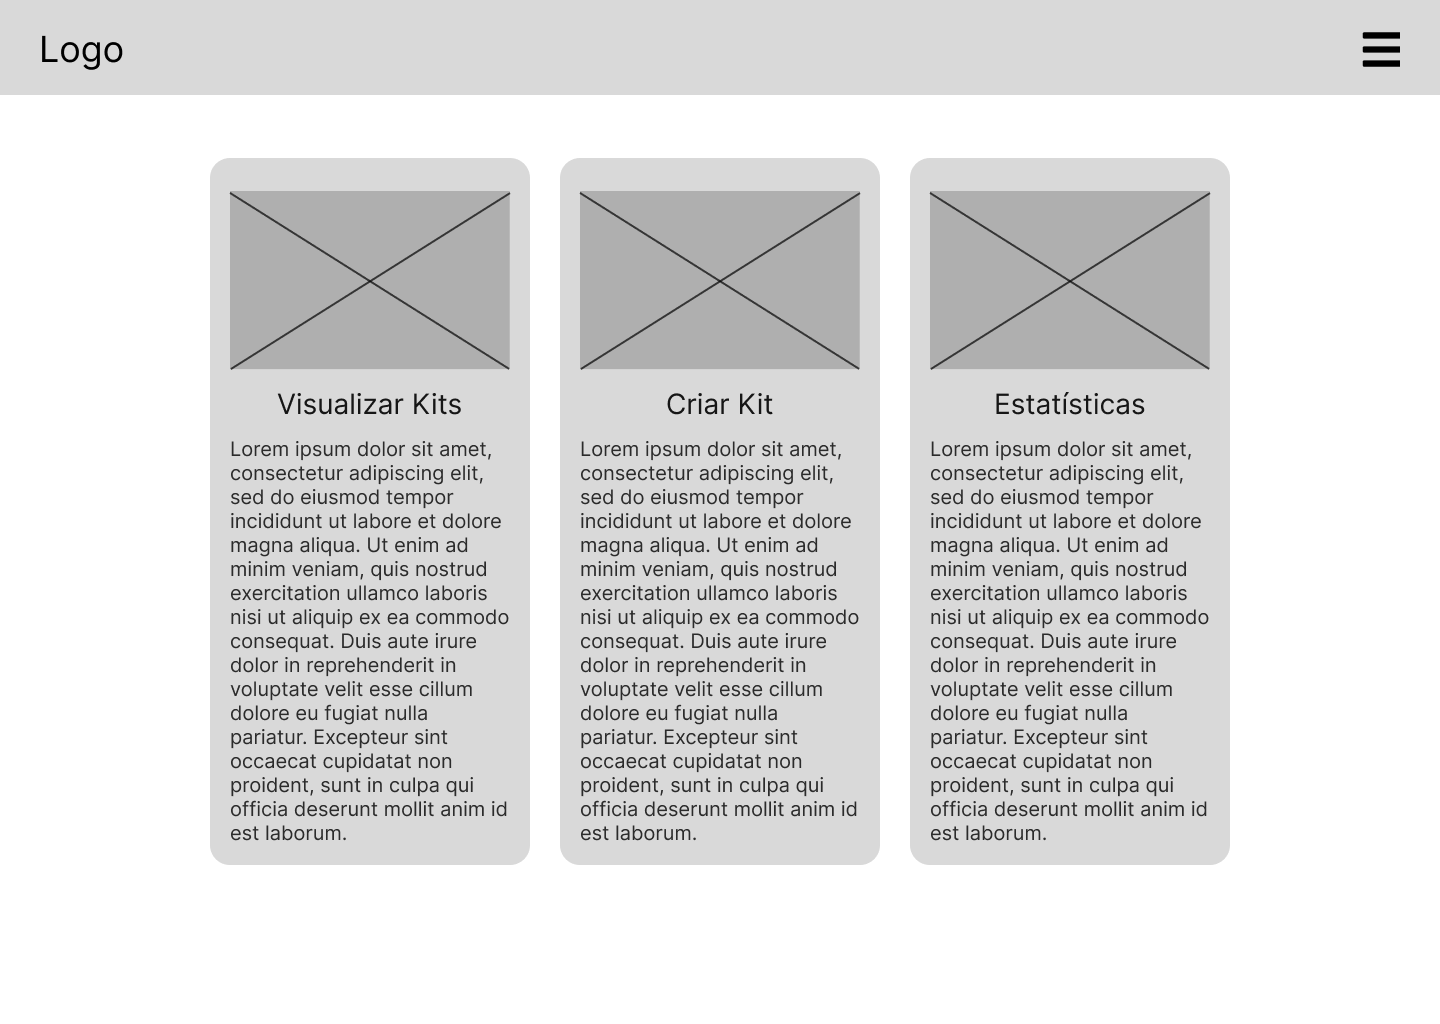 Logo
Visualizar Kits
Lorem ipsum dolor sit amet,
consectetur adipiscing elit,
sed do eiusmod tempor
incididunt ut labore et dolore
magna aliqua. Ut enim ad
minim veniam, quis nostrud
exercitation ullamco laboris
nisi ut aliquip ex ea commodo
consequat. Duis aute irure
dolor in reprehenderit in
voluptate velit esse cillum
dolore eu fugiat nulla
pariatur. Excepteur sint
occaecat cupidatat non
proident, sunt in culpa qui
officia deserunt mollit anim id
est laborum.
Criar Kit
Lorem ipsum dolor sit amet,
consectetur adipiscing elit,
sed do eiusmod tempor
incididunt ut labore et dolore
magna aliqua. Ut enim ad
minim veniam, quis nostrud
exercitation ullamco laboris
nisi ut aliquip ex ea commodo
consequat. Duis aute irure
dolor in reprehenderit in
voluptate velit esse cillum
dolore eu fugiat nulla
pariatur. Excepteur sint
occaecat cupidatat non
proident, sunt in culpa qui
officia deserunt mollit anim id
est laborum.
Estatísticas
Lorem ipsum dolor sit amet,
consectetur adipiscing elit,
sed do eiusmod tempor
incididunt ut labore et dolore
magna aliqua. Ut enim ad
minim veniam, quis nostrud
exercitation ullamco laboris
nisi ut aliquip ex ea commodo
consequat. Duis aute irure
dolor in reprehenderit in
voluptate velit esse cillum
dolore eu fugiat nulla
pariatur. Excepteur sint
occaecat cupidatat non
proident, sunt in culpa qui
officia deserunt mollit anim id
est laborum.